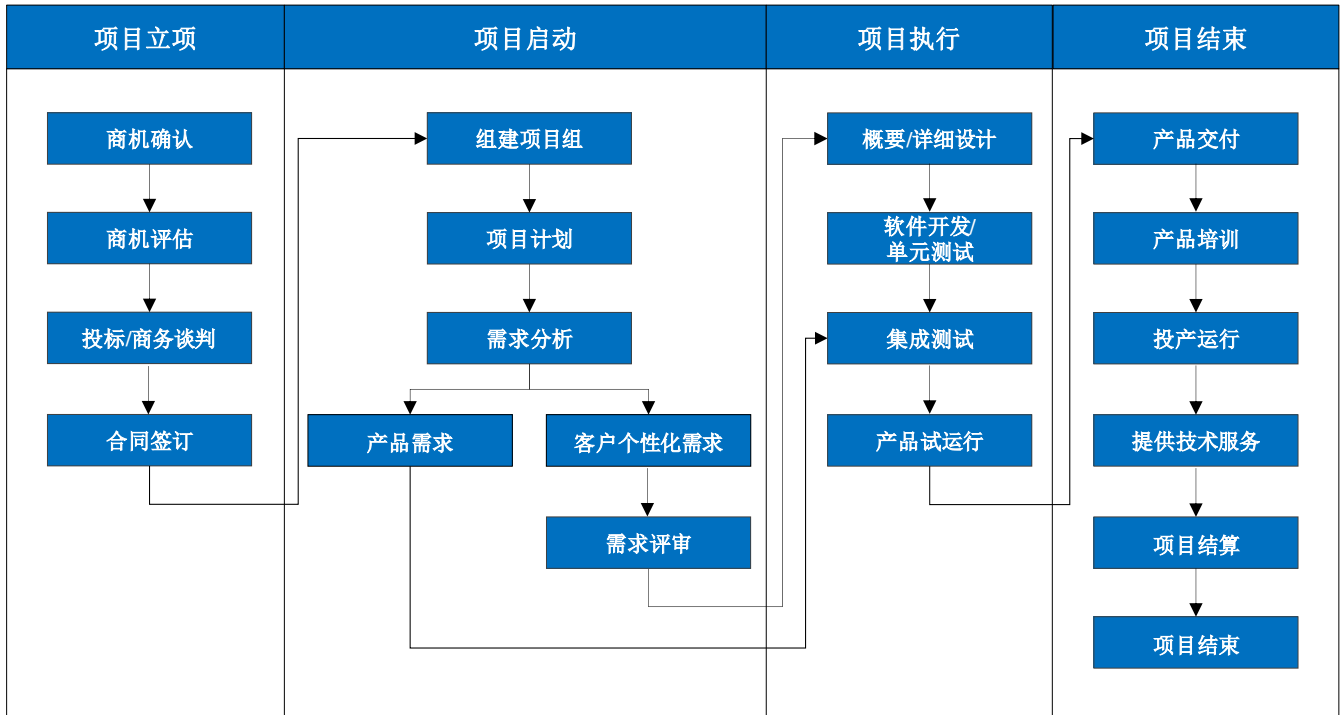 项目立项
项目启动
项目执行
项目结束
商机确认
商机评估
投标/商务谈判
合同签订
组建项目组
项目计划
需求分析
产品需求
客户个性化需求
需求评审
概要/详细设计
软件开发/
单元测试
集成测试
产品试运行
产品交付
产品培训
投产运行
提供技术服务
项目结算
项目结束